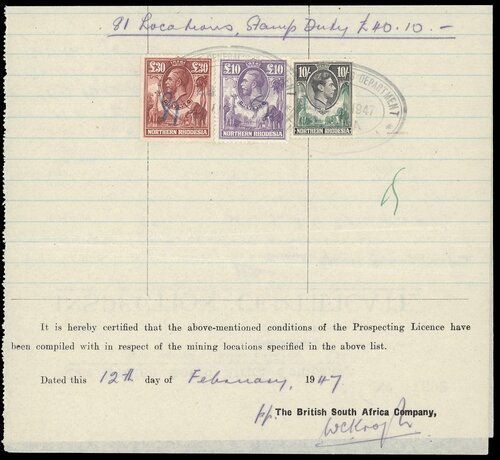 81 Locations, Stamp Duty £40.10.-
DEPARTMENT
1947
£30 £30
NORTHERN RHODESIA
£10 £10
NORTHERN RHODESIA
10/- 10/-
NORTHERN RHODESIA
It is hereby certified that the above-mentioned conditions of the Prospecting Licence have
been compiled with in respect of the mining locations specified in the above list.
Dated this 12th day of February, 1947
pp. The British South Africa Company,